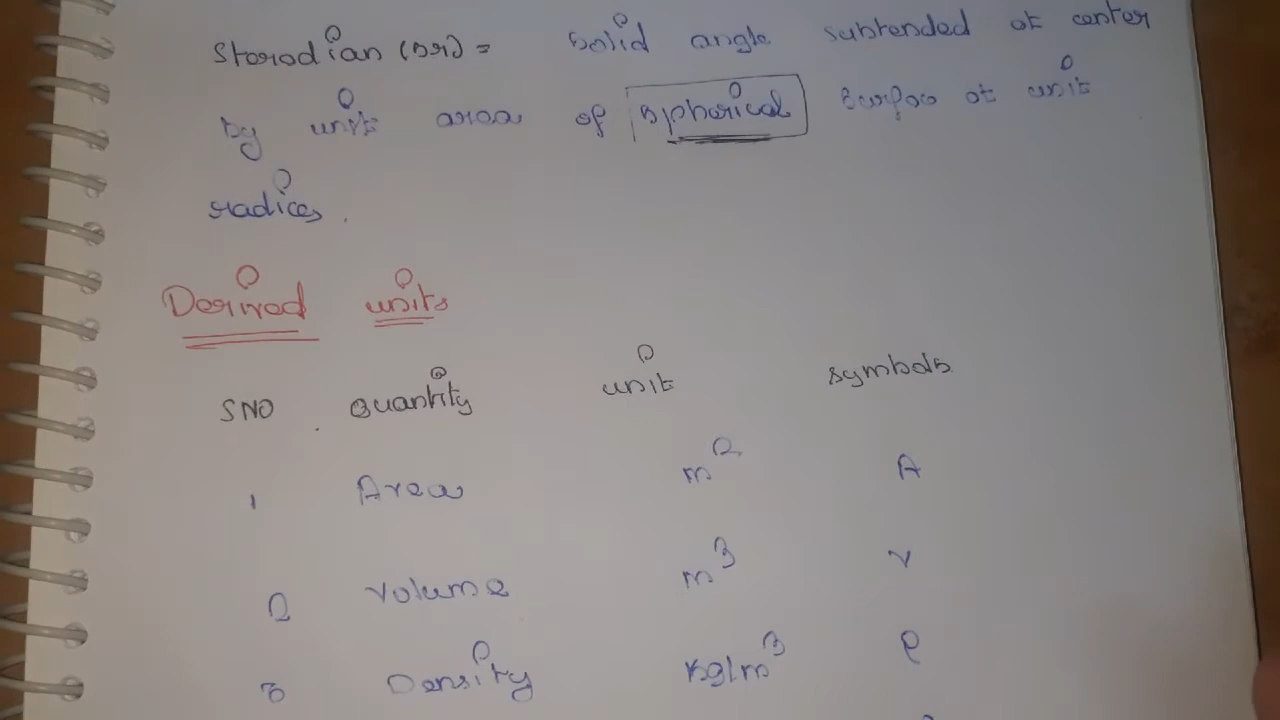 Steradian (sr) = Solid angle subtended at center
by unit area of spherical surface at unit
radices.
Derived units
SNO quantity unit symbols
1 Area m² A
2 volume m³ v
3 Density Kg/m³ ρ